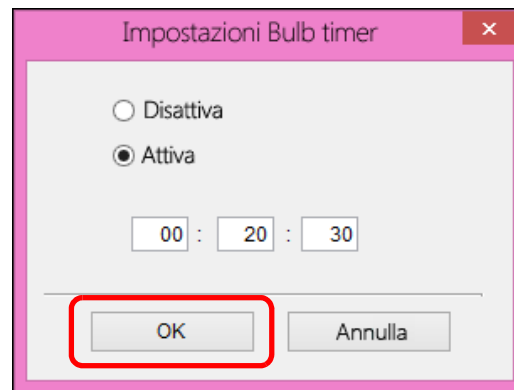 Impostazioni Bulb timer
Disattiva
Attiva
00 : 20 : 30
OK Annulla